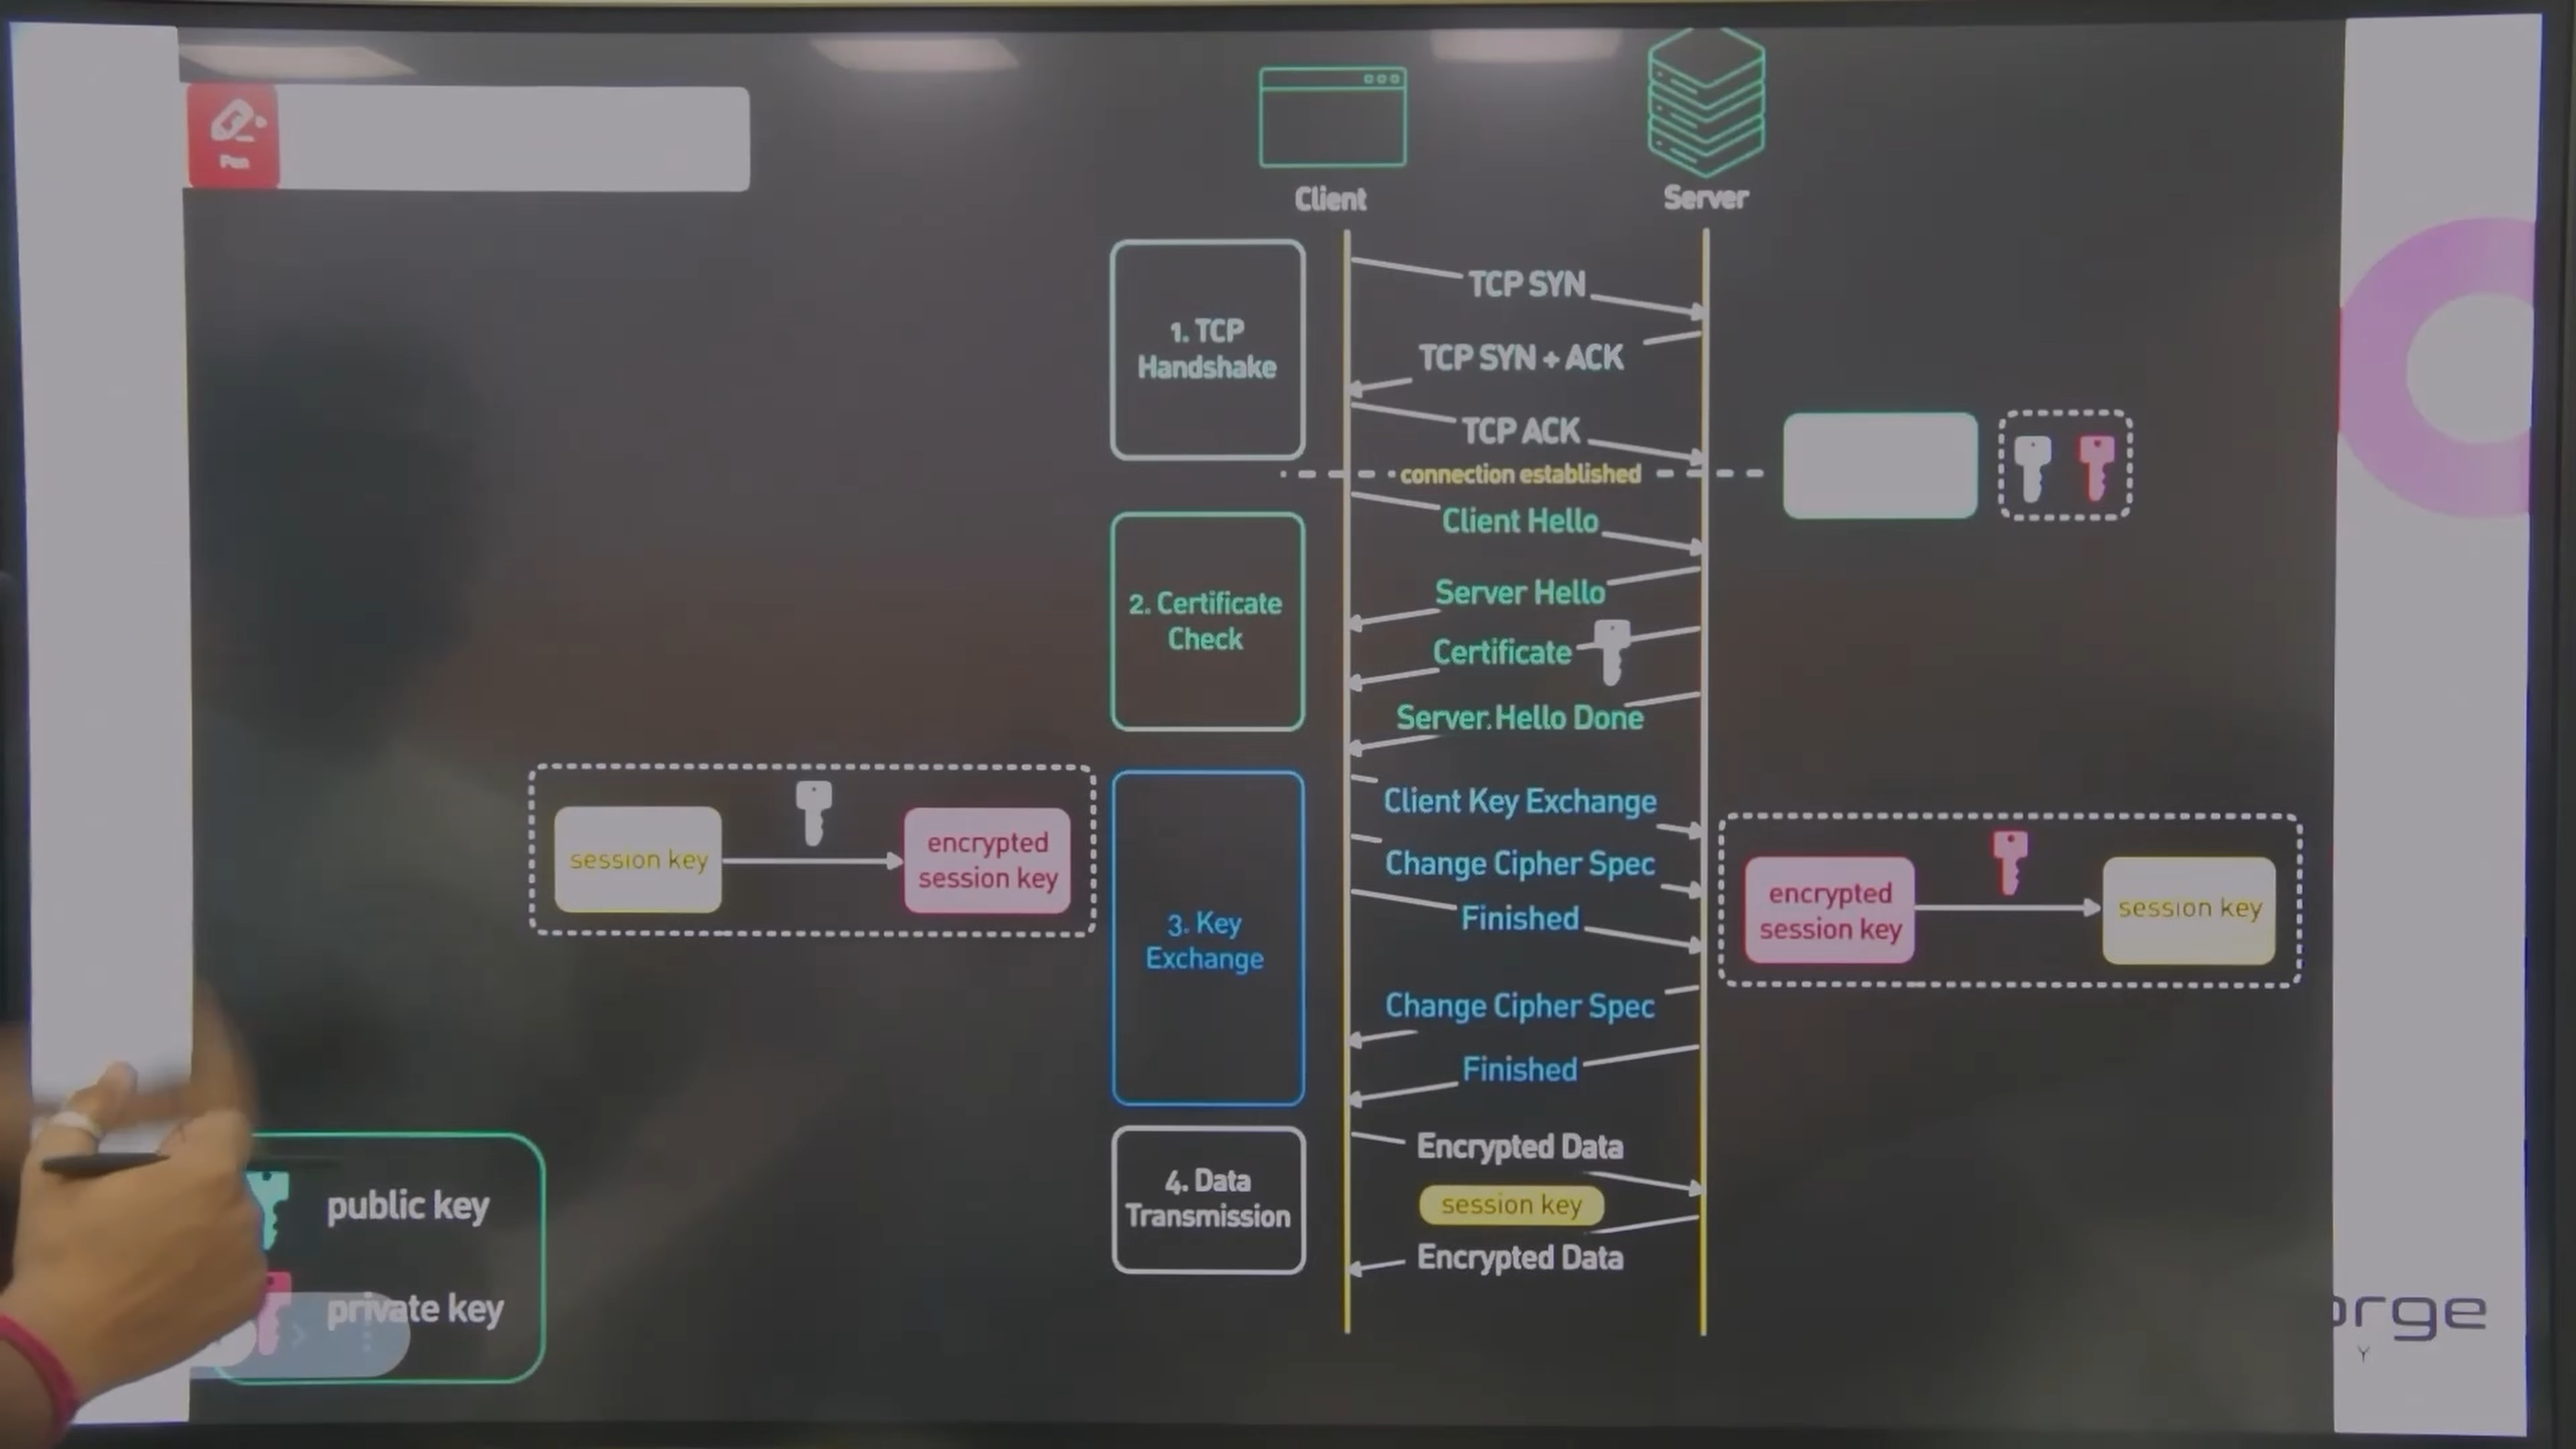 Pen
Client
Server
1. TCP
Handshake
TCP SYN
TCP SYN + ACK
TCP ACK
connection established
2. Certificate
Check
Client Hello
Server Hello
Certificate
Server.Hello Done
3. Key
Exchange
Client Key Exchange
Change Cipher Spec
Finished
Change Cipher Spec
Finished
session key
encrypted
session key
encrypted
session key
session key
4. Data
Transmission
Encrypted Data
session key
Encrypted Data
public key
private key
orge
Y